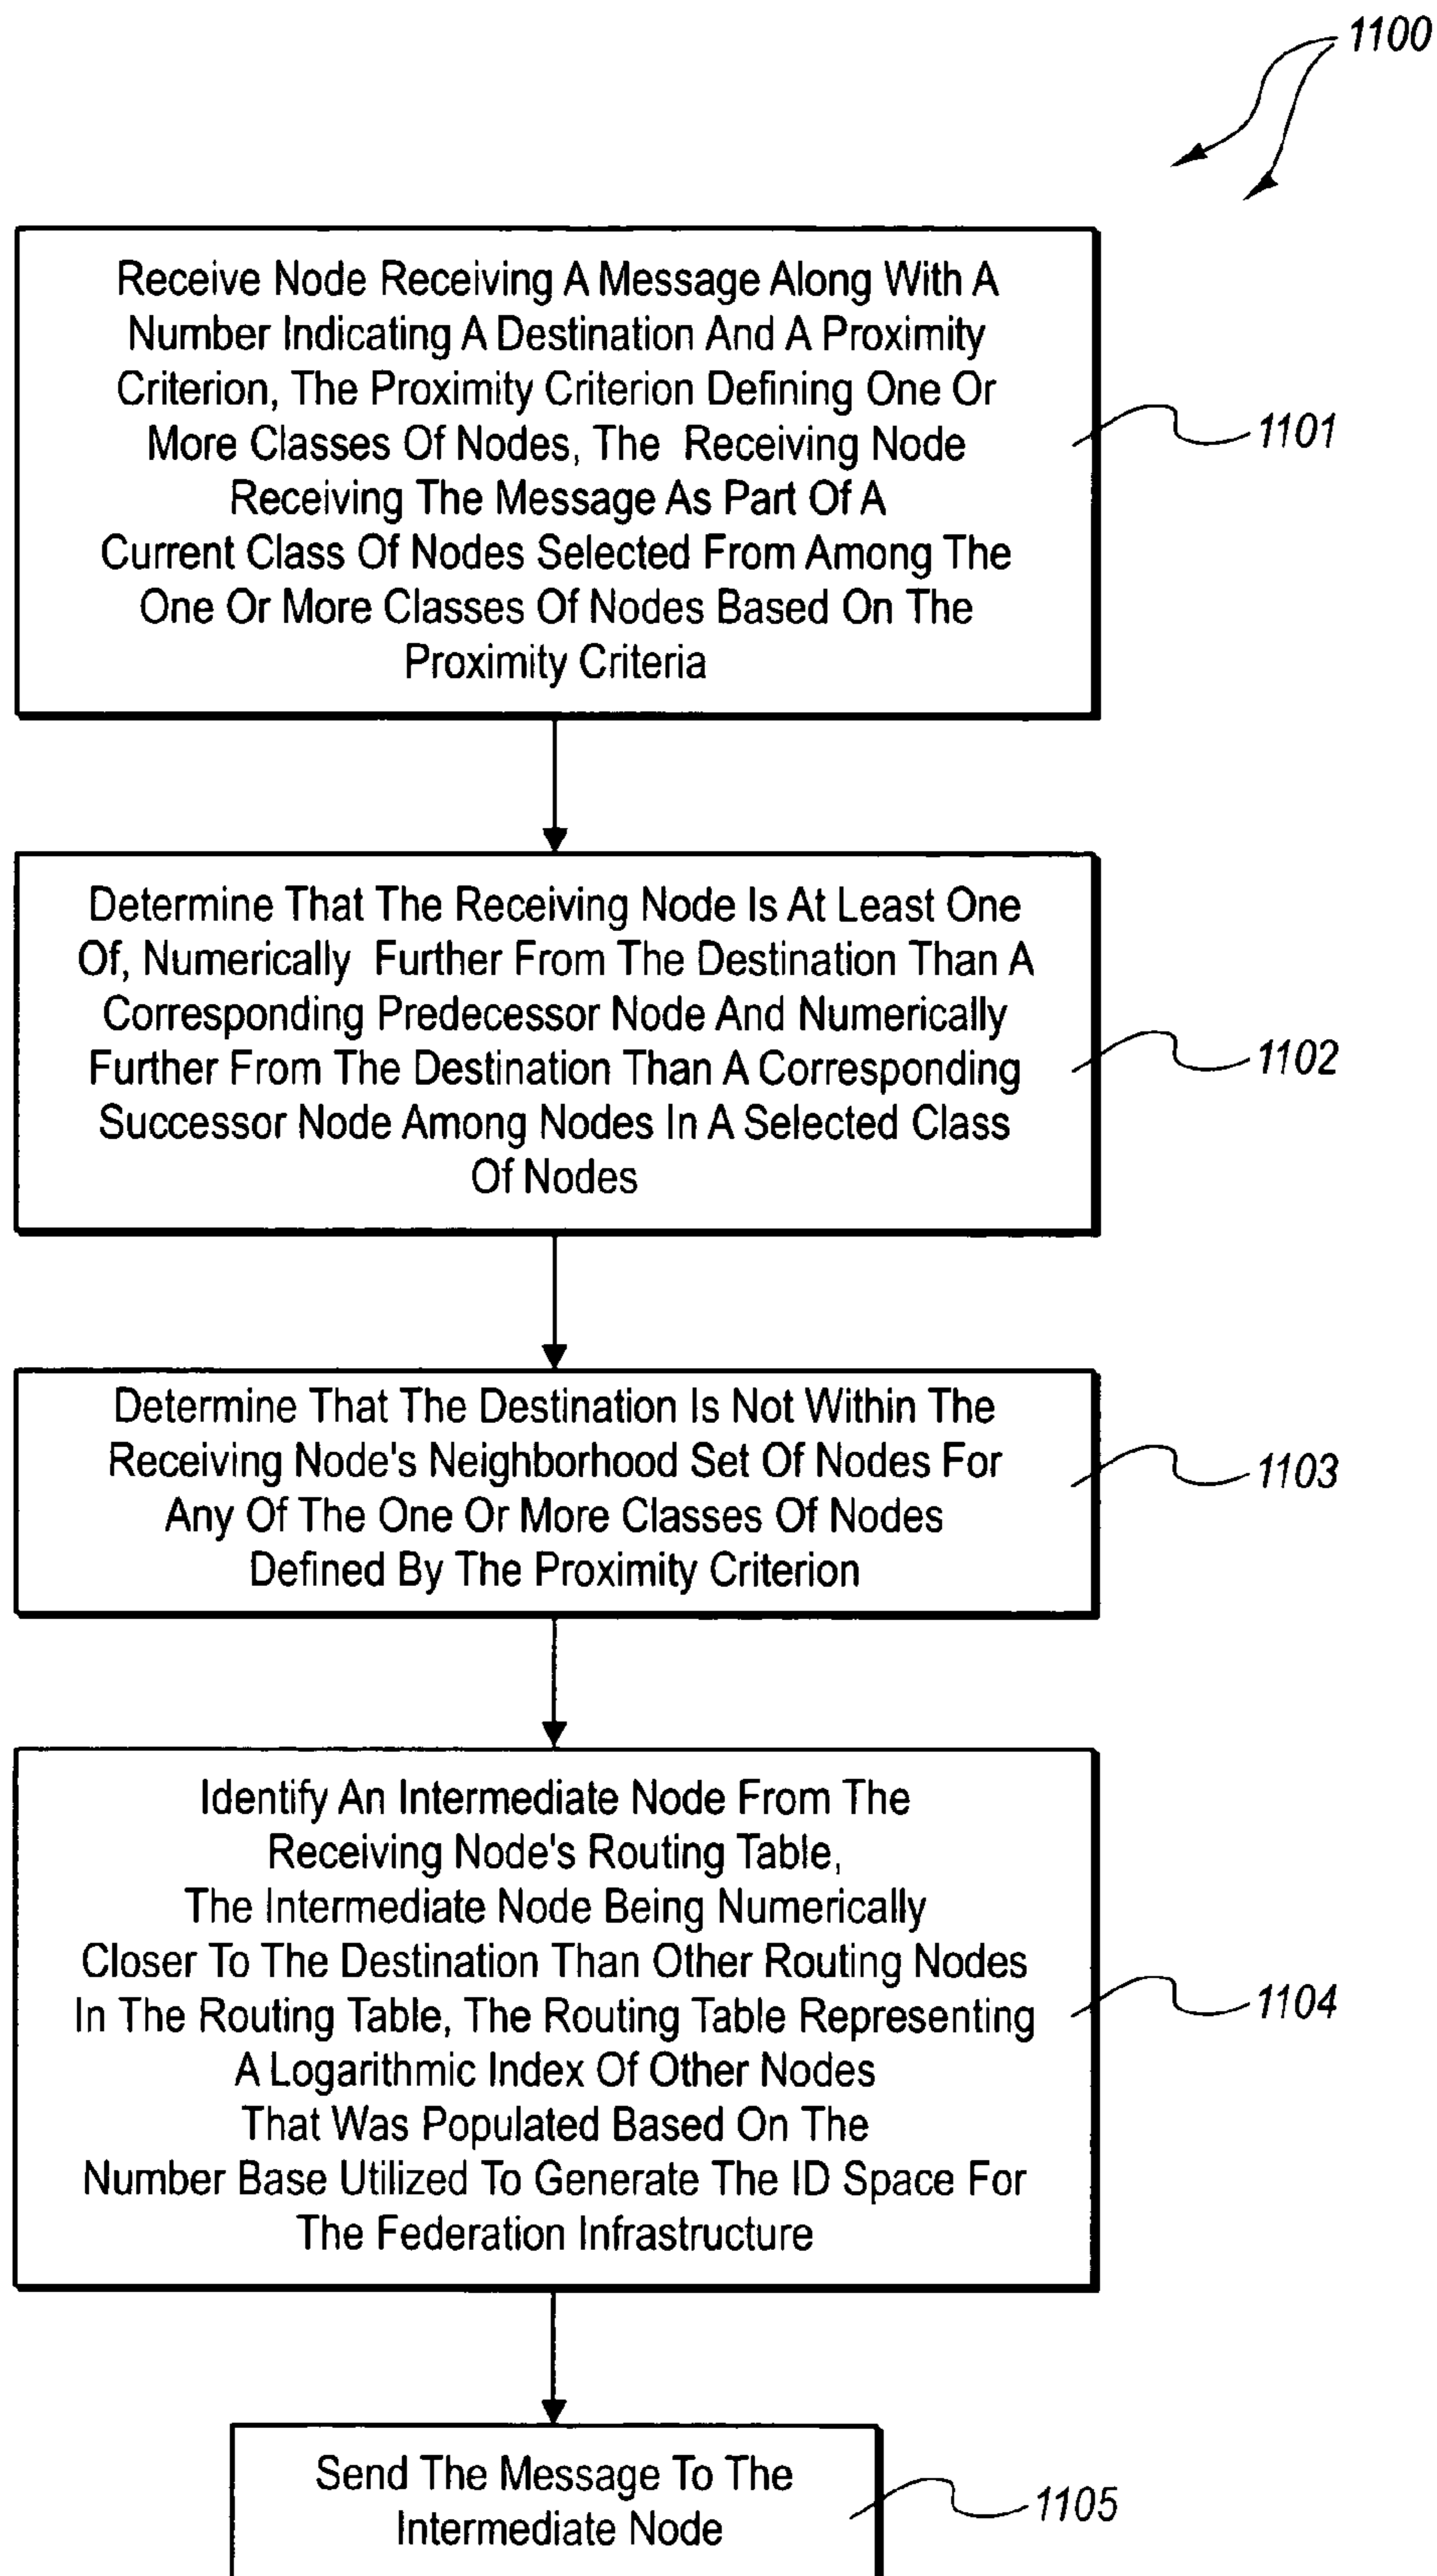 1100
Receive Node Receiving A Message Along With A
Number Indicating A Destination And A Proximity
Criterion, The Proximity Criterion Defining One Or
More Classes Of Nodes, The Receiving Node
Receiving The Message As Part Of A
Current Class Of Nodes Selected From Among The
One Or More Classes Of Nodes Based On The
Proximity Criteria
1101
Determine That The Receiving Node Is At Least One
Of, Numerically Further From The Destination Than A
Corresponding Predecessor Node And Numerically
Further From The Destination Than A Corresponding
Successor Node Among Nodes In A Selected Class
Of Nodes
1102
Determine That The Destination Is Not Within The
Receiving Node's Neighborhood Set Of Nodes For
Any Of The One Or More Classes Of Nodes
Defined By The Proximity Criterion
1103
Identify An Intermediate Node From The
Receiving Node's Routing Table,
The Intermediate Node Being Numerically
Closer To The Destination Than Other Routing Nodes
In The Routing Table, The Routing Table Representing
A Logarithmic Index Of Other Nodes
That Was Populated Based On The
Number Base Utilized To Generate The ID Space For
The Federation Infrastructure
1104
Send The Message To The
Intermediate Node
1105